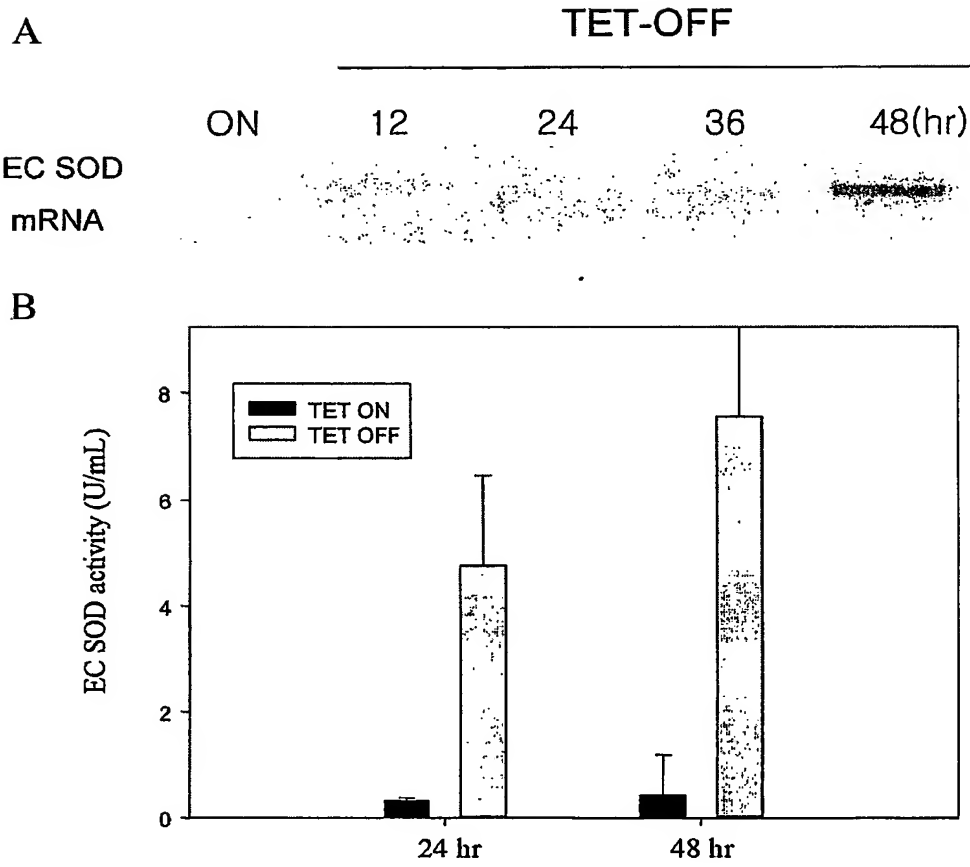 A
TET-OFF
ON 12 24 36 48(hr)
EC SOD
mRNA
B
EC SOD activity (U/mL)
8
6
4
2
0
TET ON
TET OFF
24 hr 48 hr